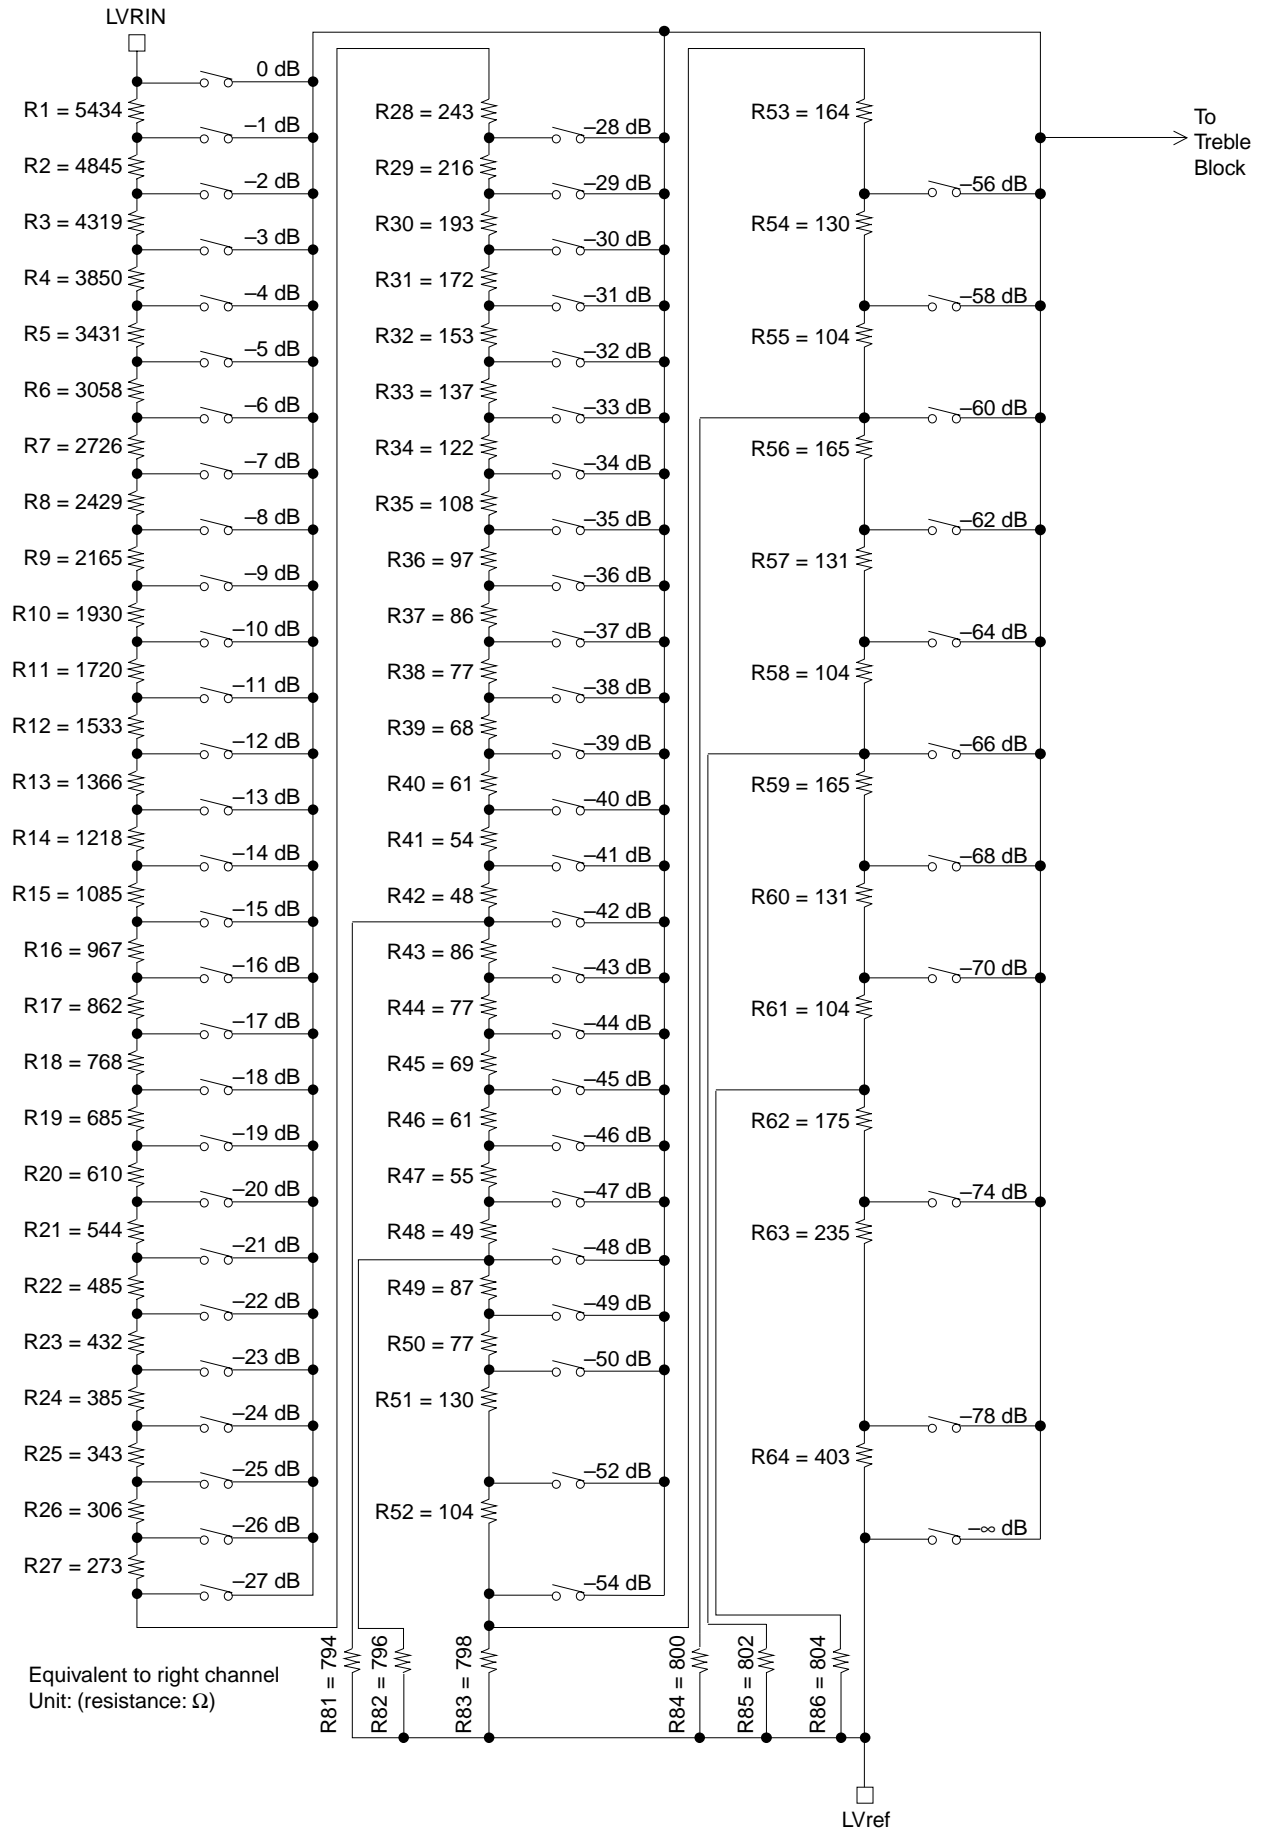 LVRIN
0 dB
R1 = 5434
–1 dB
R2 = 4845
–2 dB
R3 = 4319
–3 dB
R4 = 3850
–4 dB
R5 = 3431
–5 dB
R6 = 3058
–6 dB
R7 = 2726
–7 dB
R8 = 2429
–8 dB
R9 = 2165
–9 dB
R10 = 1930
–10 dB
R11 = 1720
–11 dB
R12 = 1533
–12 dB
R13 = 1366
–13 dB
R14 = 1218
–14 dB
R15 = 1085
–15 dB
R16 = 967
–16 dB
R17 = 862
–17 dB
R18 = 768
–18 dB
R19 = 685
–19 dB
R20 = 610
–20 dB
R21 = 544
–21 dB
R22 = 485
–22 dB
R23 = 432
–23 dB
R24 = 385
–24 dB
R25 = 343
–25 dB
R26 = 306
–26 dB
R27 = 273
–27 dB
R28 = 243
–28 dB
R29 = 216
–29 dB
R30 = 193
–30 dB
R31 = 172
–31 dB
R32 = 153
–32 dB
R33 = 137
–33 dB
R34 = 122
–34 dB
R35 = 108
–35 dB
R36 = 97
–36 dB
R37 = 86
–37 dB
R38 = 77
–38 dB
R39 = 68
–39 dB
R40 = 61
–40 dB
R41 = 54
–41 dB
R42 = 48
–42 dB
R43 = 86
–43 dB
R44 = 77
–44 dB
R45 = 69
–45 dB
R46 = 61
–46 dB
R47 = 55
–47 dB
R48 = 49
–48 dB
R49 = 87
–49 dB
R50 = 77
–50 dB
R51 = 130
–52 dB
R52 = 104
–54 dB
R53 = 164
–56 dB
R54 = 130
–58 dB
R55 = 104
–60 dB
R56 = 165
–62 dB
R57 = 131
–64 dB
R58 = 104
–66 dB
R59 = 165
–68 dB
R60 = 131
–70 dB
R61 = 104
R62 = 175
–74 dB
R63 = 235
–78 dB
R64 = 403
–∞ dB
To
Treble
Block
R81 = 794
R82 = 796
R83 = 798
R84 = 800
R85 = 802
R86 = 804
Equivalent to right channel
Unit: (resistance: Ω)
LVref